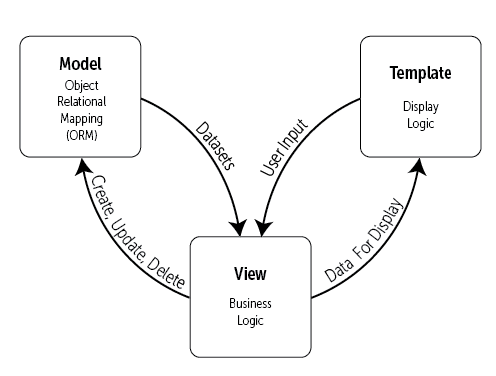 Model
Object
Relational
Mapping
(ORM)
Template
Display
Logic
Datasets
User Input
Create, Update, Delete
Data For Display
View
Business
Logic